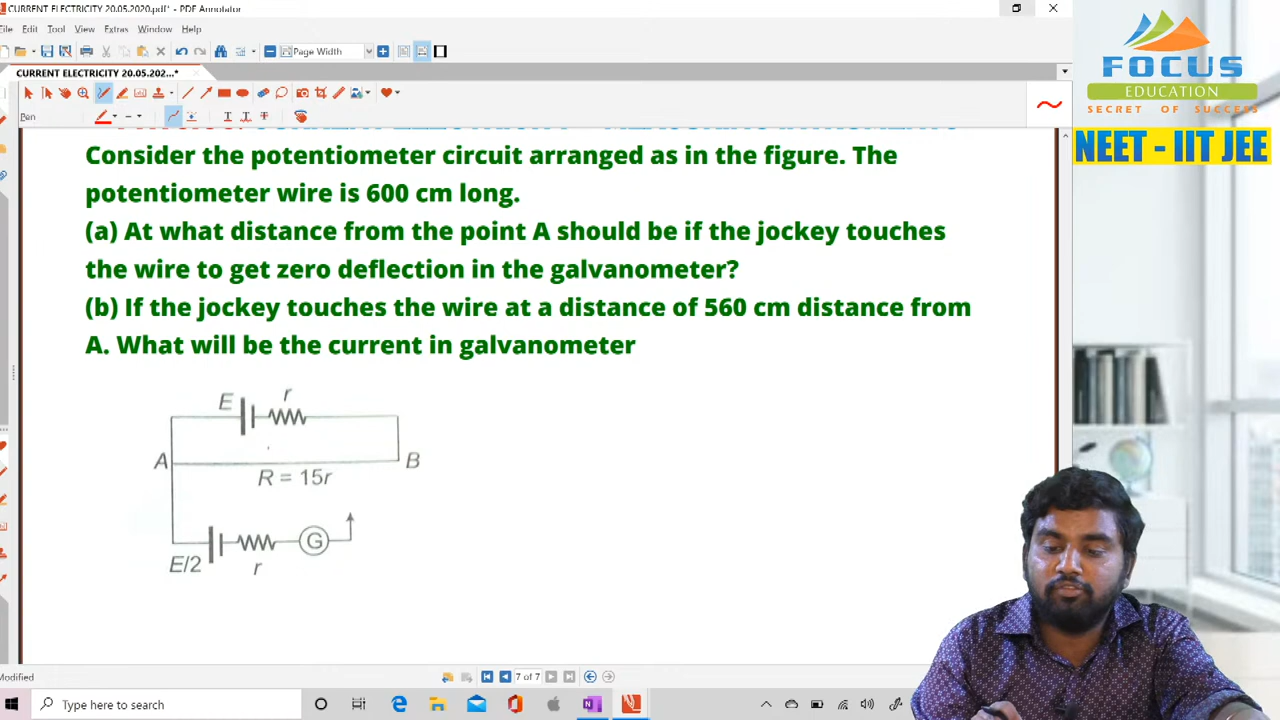 CURRENT ELECTRICITY 20.05.2020.pdf* - PDF Annotator
File Edit Tool View Extras Window Help
Page Width
CURRENT ELECTRICITY 20.05.202...*
Pen
FOCUS
EDUCATION
SECRET OF SUCCESS
NEET - IIT JEE
Consider the potentiometer circuit arranged as in the figure. The
potentiometer wire is 600 cm long.
(a) At what distance from the point A should be if the jockey touches
the wire to get zero deflection in the galvanometer?
(b) If the jockey touches the wire at a distance of 560 cm distance from
A. What will be the current in galvanometer
E r
A B
R = 15r
G
E/2 r
Modified
7 of 7
Type here to search